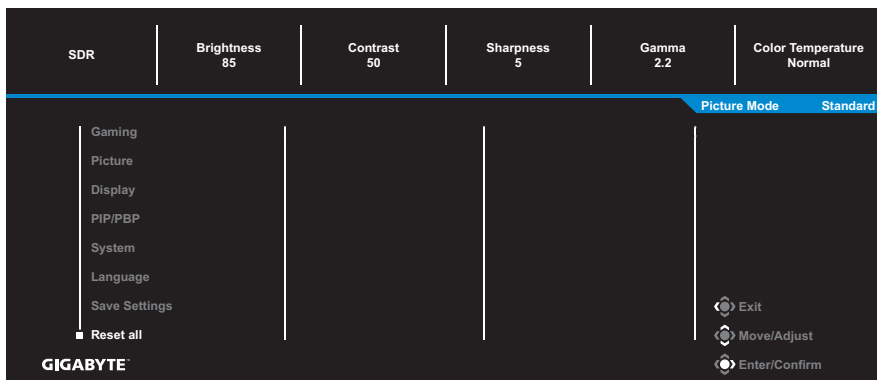 SDR
Brightness
85
Contrast
50
Sharpness
5
Gamma
2.2
Color Temperature
Normal
Picture Mode Standard
Gaming
Picture
Display
PIP/PBP
System
Language
Save Settings
Reset all
Exit
Move/Adjust
Enter/Confirm
GIGABYTE™